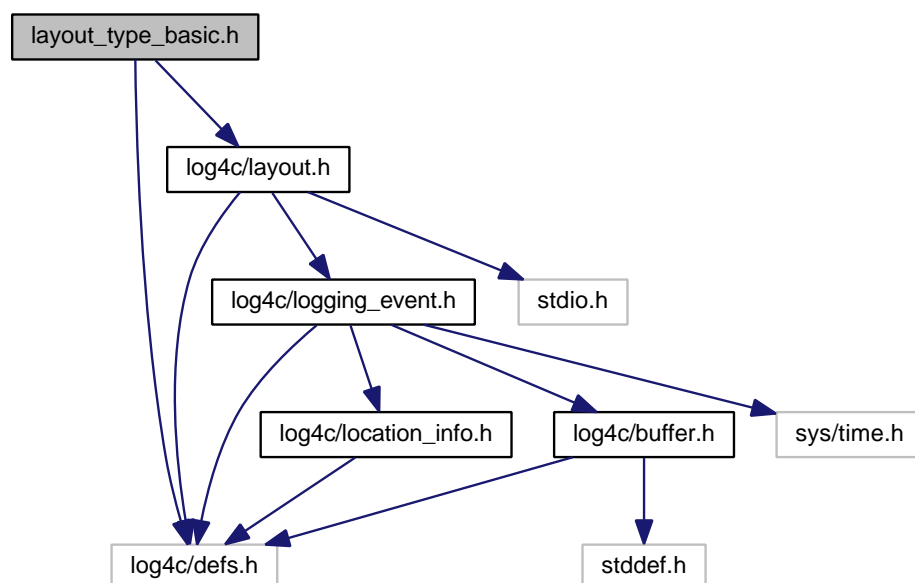 layout_type_basic.h
log4c/layout.h
log4c/logging_event.h
stdio.h
log4c/location_info.h
log4c/buffer.h
sys/time.h
log4c/defs.h
stddef.h